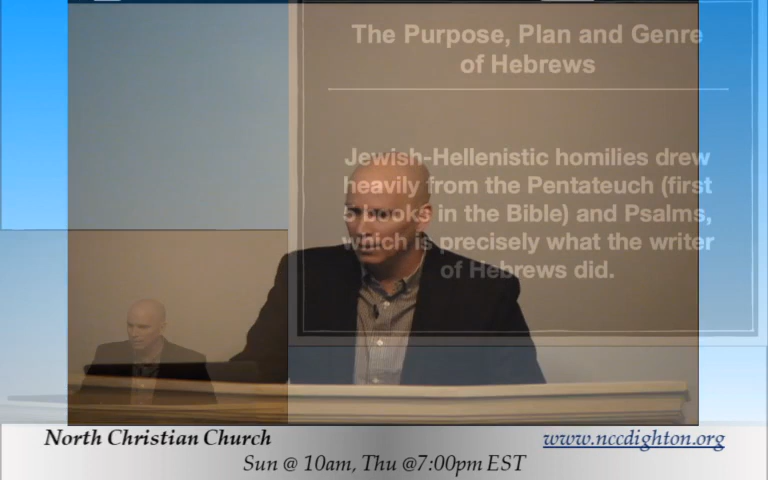 The Purpose, Plan and Genre
of Hebrews
Jewish-Hellenistic homilies drew
heavily from the Pentateuch (first
5 books in the Bible) and Psalms,
which is precisely what the writer
of Hebrews did.
North Christian Church
www.nccdighton.org
Sun @ 10am, Thu @7:00pm EST